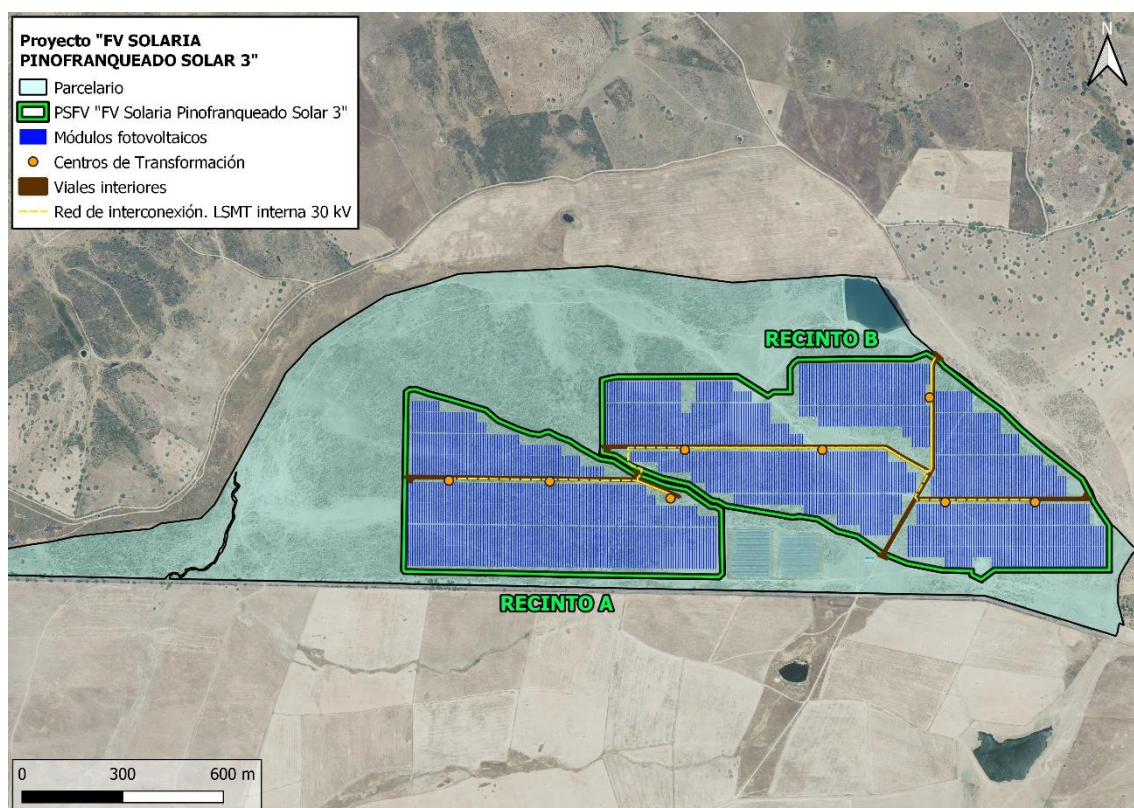 Proyecto "FV SOLARIA
PINOFRANQUEADO SOLAR 3"
Parcelario
PSFV "FV Solaria Pinofranqueado Solar 3"
Módulos fotovoltaicos
Centros de Transformación
Viales interiores
Red de interconexión. LSMT interna 30 kV
N
RECINTO B
RECINTO A
0 300 600 m